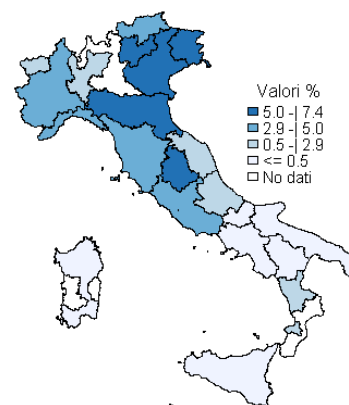 Valori %
5.0 -| 7.4
2.9 -| 5.0
0.5 -| 2.9
<= 0.5
No dati